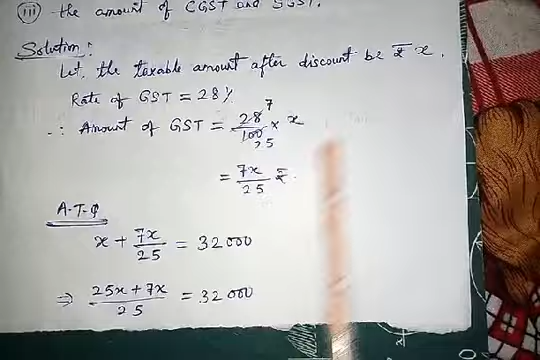 (iii) the amount of CGST and SGST.
Solution:
Let, the taxable amount after discount be ₹ x.
Rate of GST = 28%
∴ Amount of GST = 28/100 × x 7 25
= 7x/25 ₹.
A.T.Q
x + 7x/25 = 32000
⇒ 25x + 7x/25 = 32000